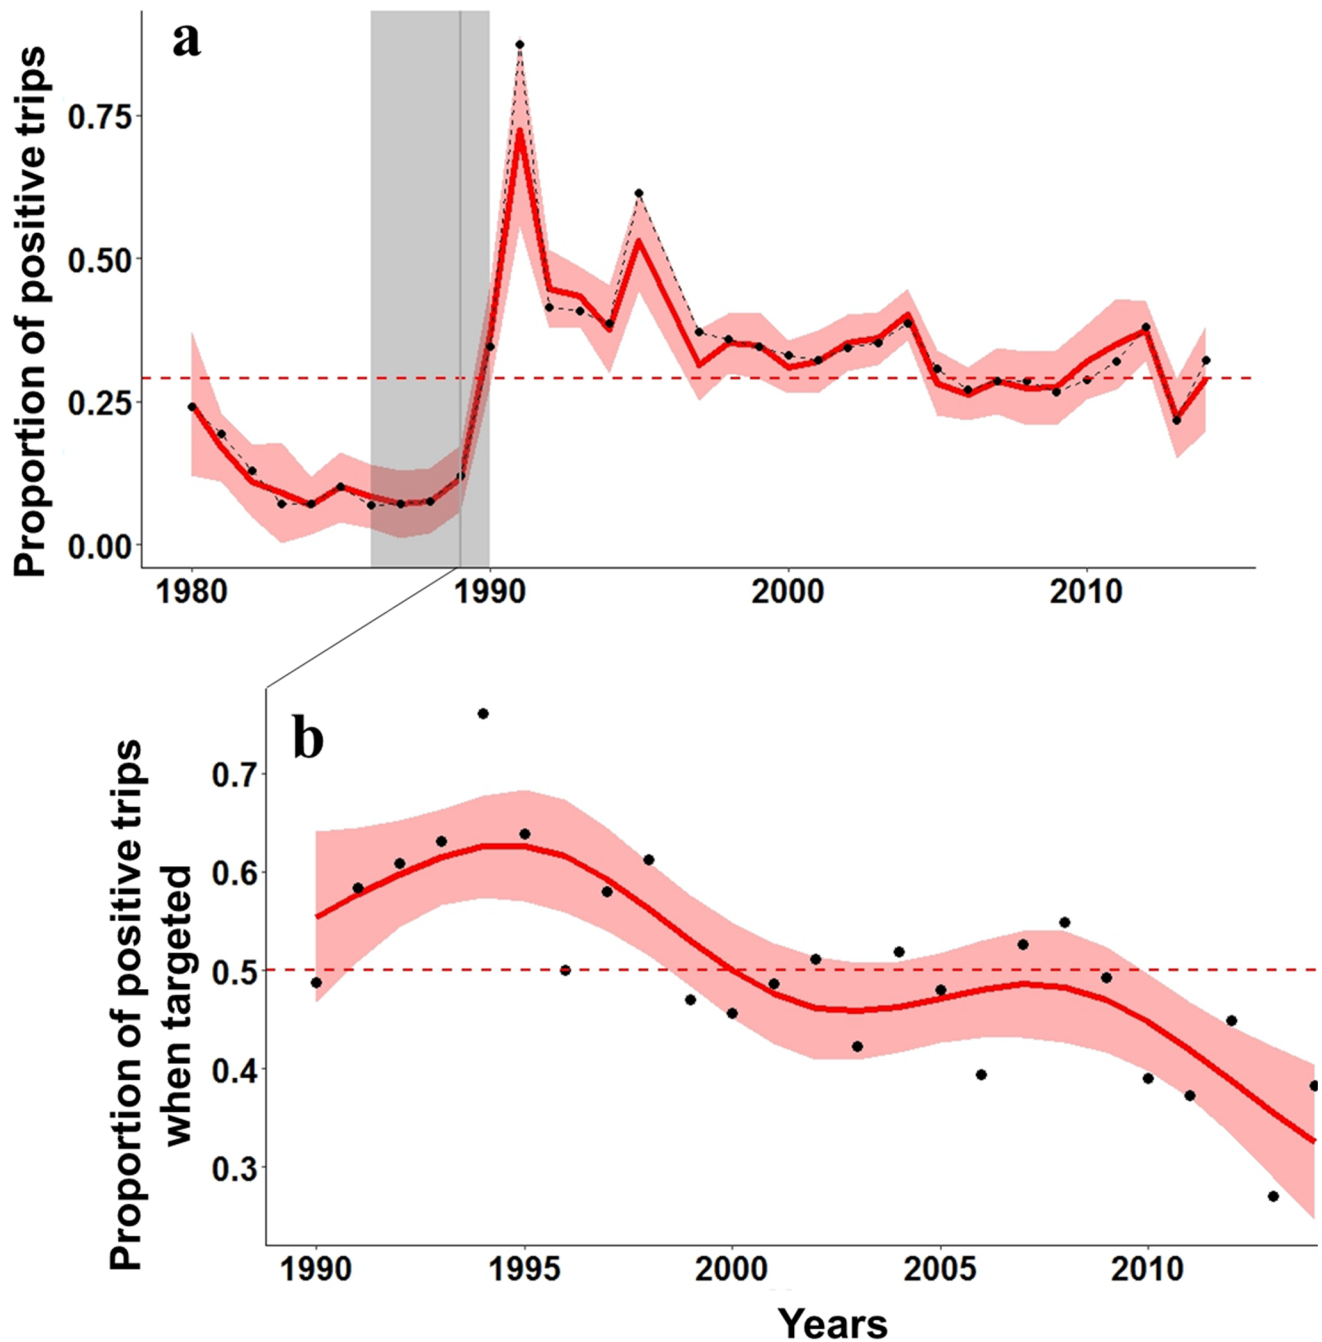 a
Proportion of positive trips
0.75
0.50
0.25
0.00
1980 1990 2000 2010
b
Proportion of positive trips
when targeted
0.7
0.6
0.5
0.4
0.3
1990 1995 2000 2005 2010
Years